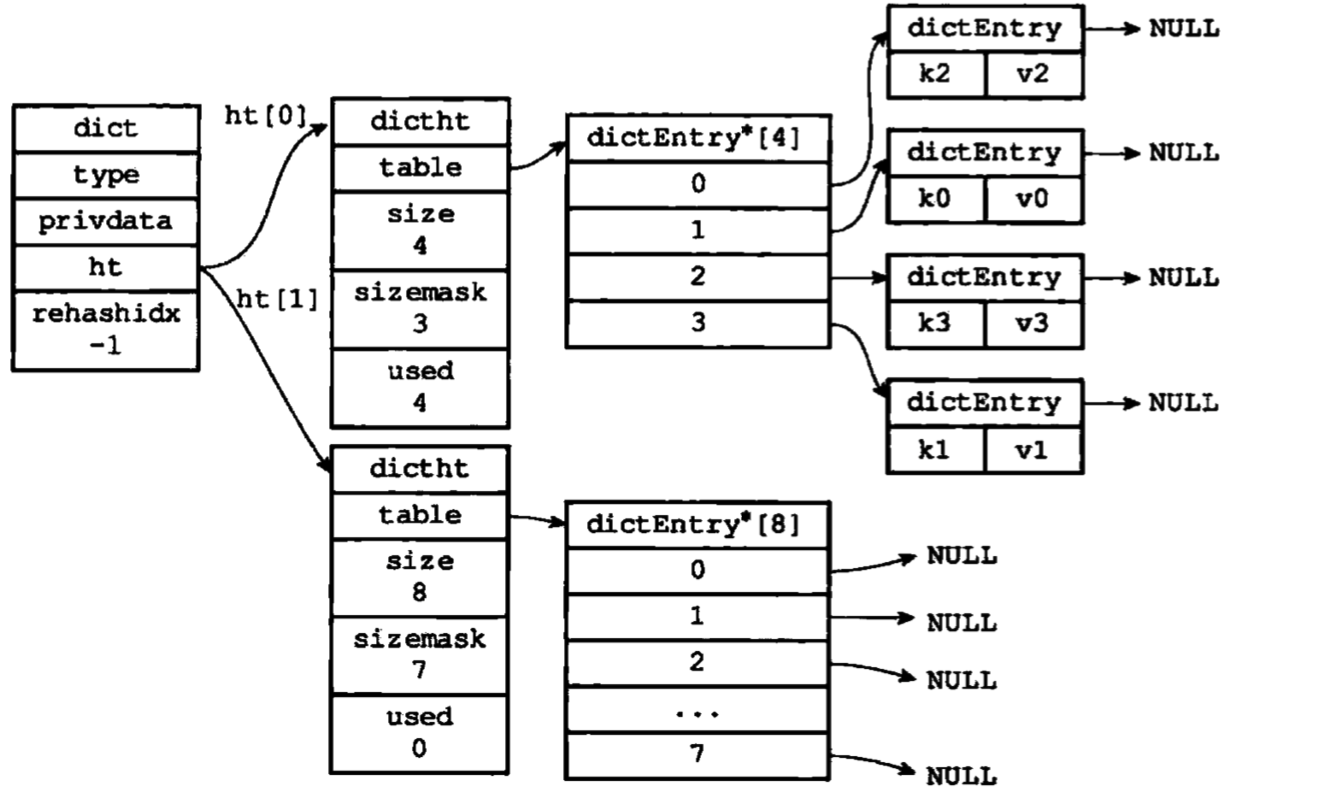 dict
type
privdata
ht
rehashidx
-1
ht[0]
ht[1]
dictht
table
size
4
sizemask
3
used
4
dictEntry*[4]
0
1
2
3
dictEntry
k2 v2
NULL
dictEntry
k0 v0
NULL
dictEntry
k3 v3
NULL
dictEntry
k1 v1
NULL
dictht
table
size
8
sizemask
7
used
0
dictEntry*[8]
0
1
2
...
7
NULL
NULL
NULL
NULL